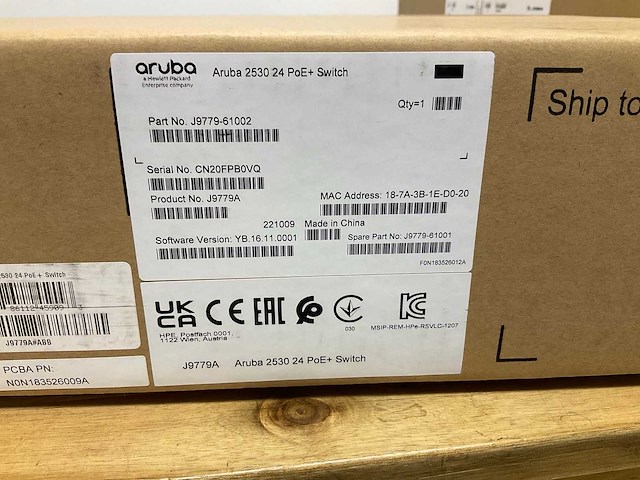 aruba
a Hewlett Packard
Enterprise company
Aruba 2530 24 PoE+ Switch
Qty=1
Part No. J9779-61002
Serial No. CN20FPB0VQ
Product No. J9779A
MAC Address: 18-7A-3B-1E-D0-20
221009 Made in China
Software Version: YB.16.11.0001
Spare Part No: J9779-61001
F0N183526012A
Ship to
2530 24 PoE+ Switch
J9779A#ABB
PCBA PN:
N0N183526009A
UK
CA
CE
EAC
030
MSIP-REM-HPe-RSVLC-1207
HPE, Postfach 0001,
1122 Wien, Austria
J9779A Aruba 2530 24 PoE+ Switch